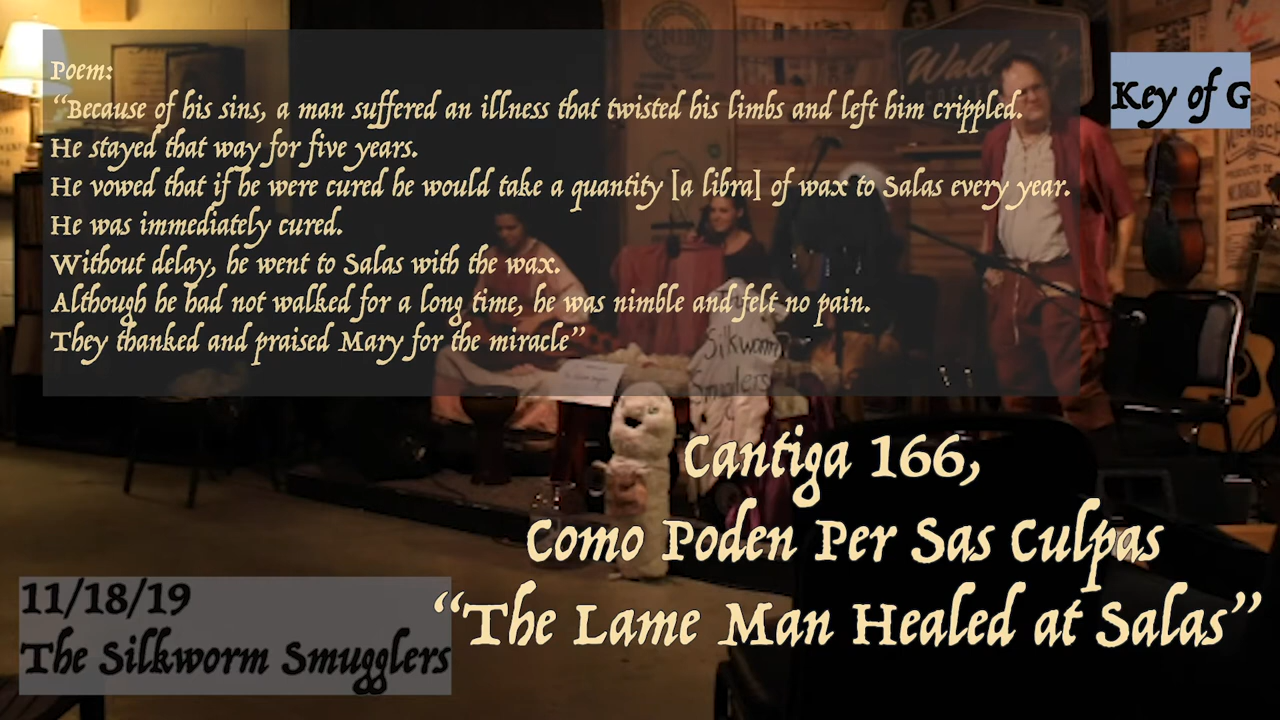 Poem:
Key of G
“Because of his sins, a man suffered an illness that twisted his limbs and left him crippled.
He stayed that way for five years.
He vowed that if he were cured he would take a quantity [a libra] of wax to Salas every year.
He was immediately cured.
Without delay, he went to Salas with the wax.
Although he had not walked for a long time, he was nimble and felt no pain.
They thanked and praised Mary for the miracle”
Silkworm
Smugglers
Cantiga 166,
Como Poden Per Sas Culpas
“The Lame Man Healed at Salas”
11/18/19
The Silkworm Smugglers